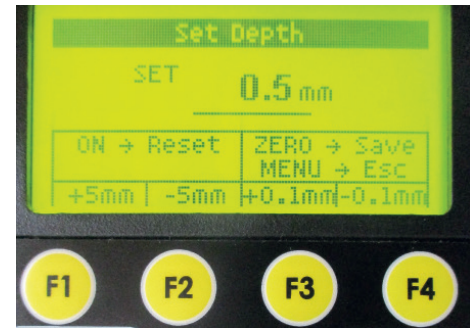 Set Depth
SET 0.5 mm
ON → Reset ZERO → Save
MENU → Esc
+5mm -5mm +0.1mm -0.1mm
F1 F2 F3 F4